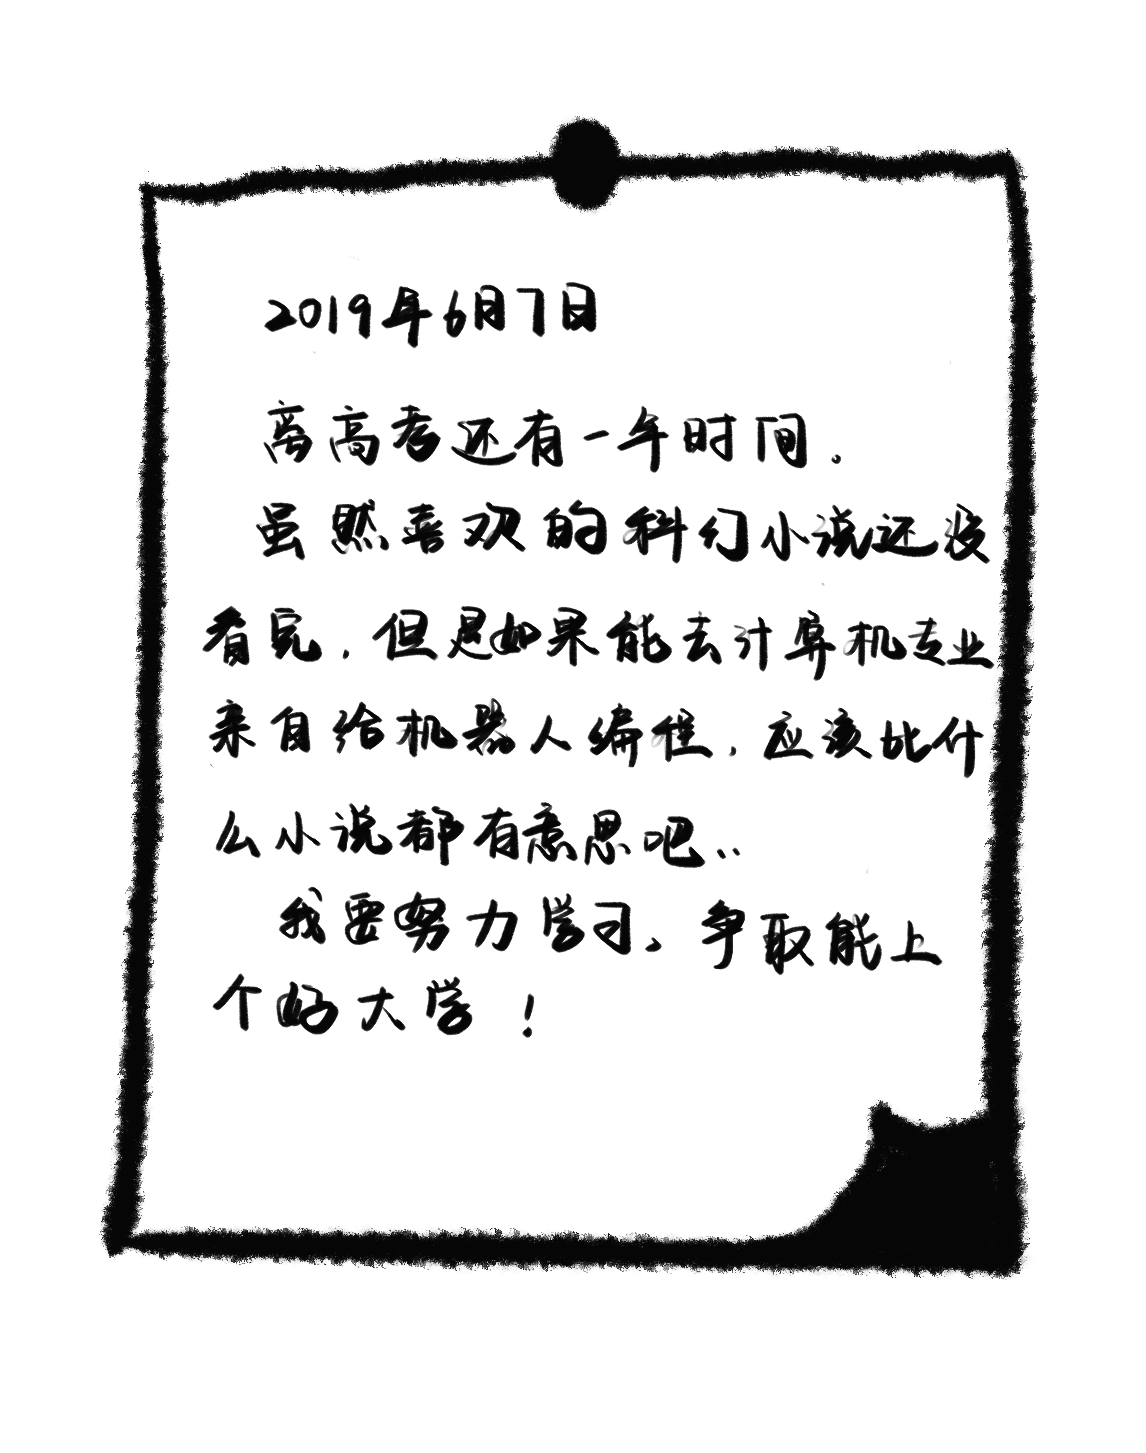 2019年6月7日
离高考还有一年时间.
虽然喜欢的科幻小说还没
看完,但是如果能去计算机专业
亲自给机器人编程,应该比什
么小说都有意思吧..
我要努力学习,争取能上
个好大学!